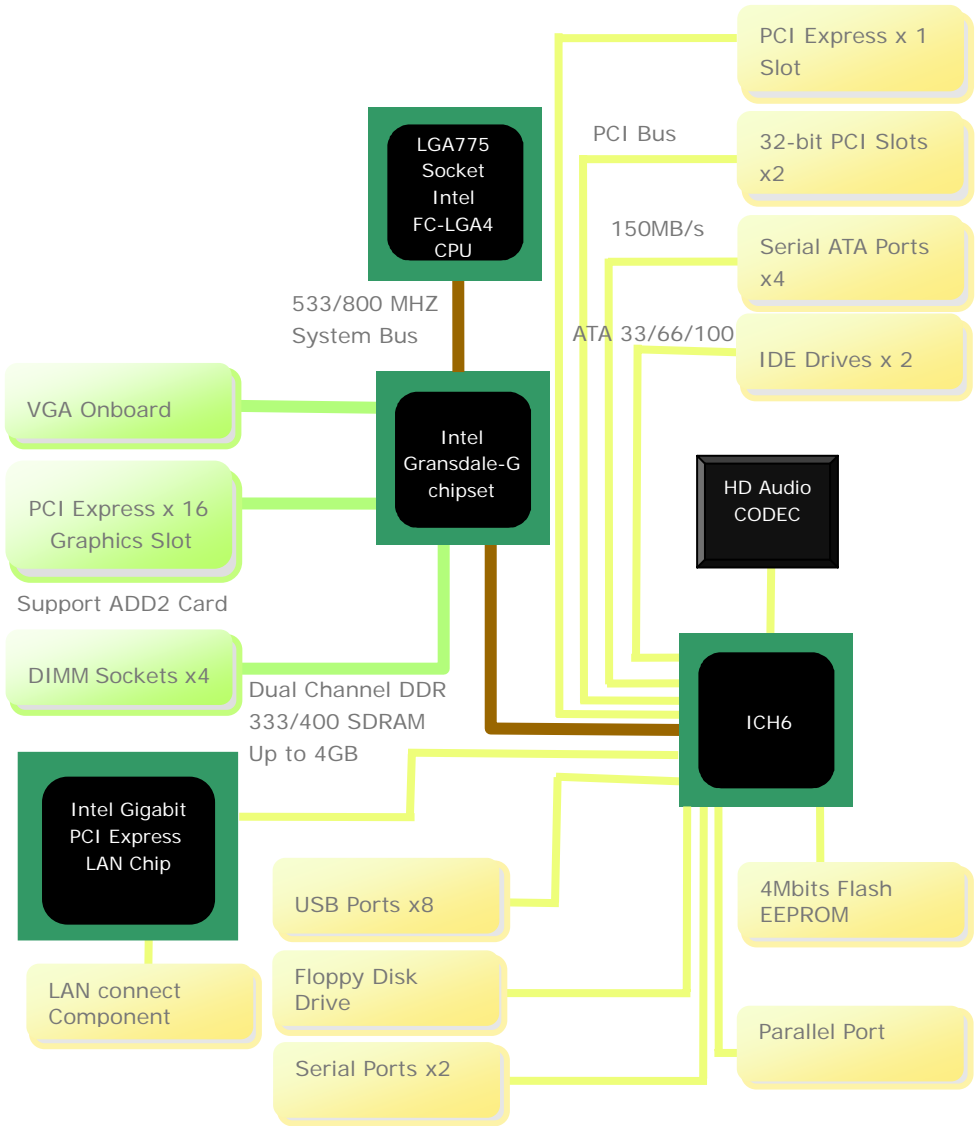 PCI Express x 1
Slot
LGA775
Socket
Intel
FC-LGA4
CPU
PCI Bus
32-bit PCI Slots
x2
150MB/s
Serial ATA Ports
x4
533/800 MHZ
System Bus
ATA 33/66/100
IDE Drives x 2
VGA Onboard
Intel
Gransdale-G
chipset
PCI Express x 16
Graphics Slot
HD Audio
CODEC
Support ADD2 Card
DIMM Sockets x4
Dual Channel DDR
333/400 SDRAM
Up to 4GB
ICH6
Intel Gigabit
PCI Express
LAN Chip
USB Ports x8
4Mbits Flash
EEPROM
LAN connect
Component
Floppy Disk
Drive
Parallel Port
Serial Ports x2